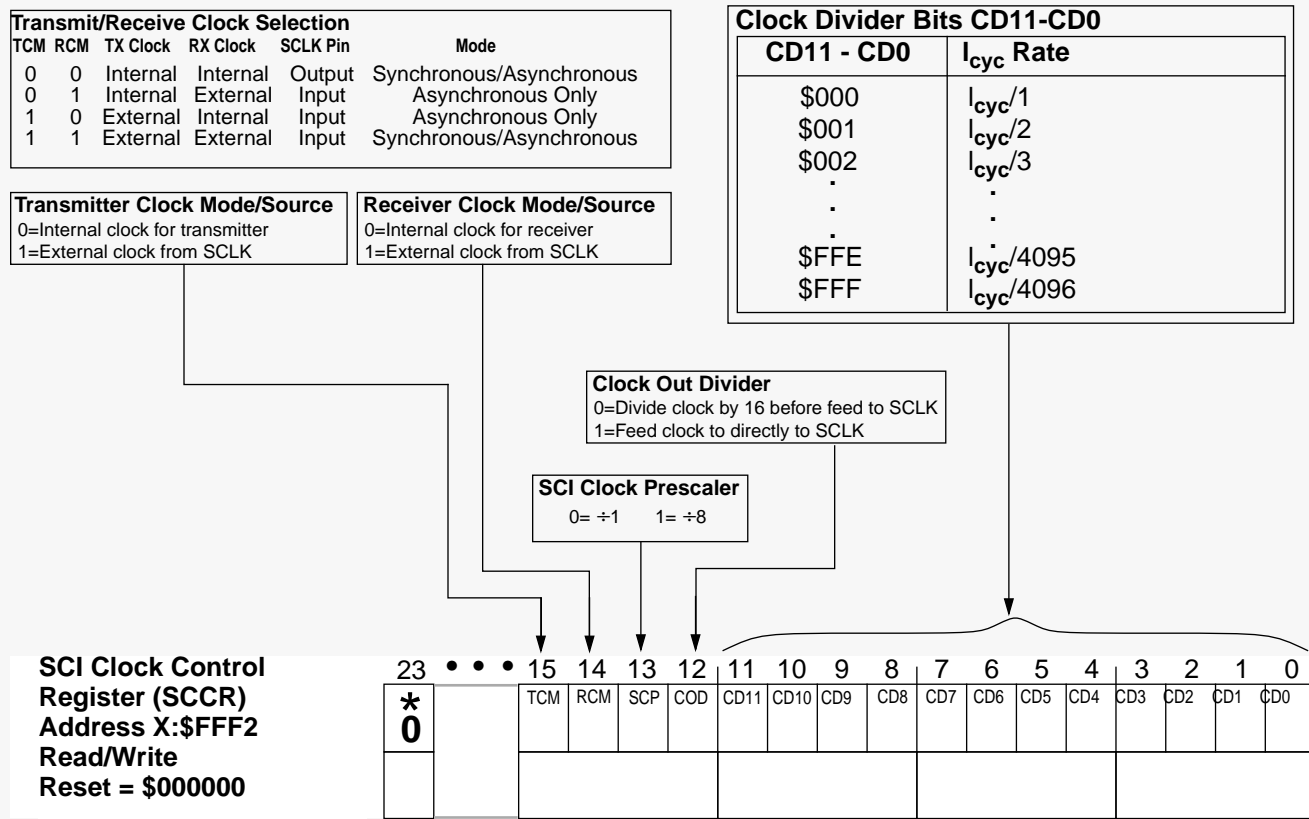 Transmit/Receive Clock Selection
TCM RCM TX Clock RX Clock SCLK Pin Mode
0 0 Internal Internal Output Synchronous/Asynchronous
0 1 Internal External Input Asynchronous Only
1 0 External Internal Input Asynchronous Only
1 1 External External Input Synchronous/Asynchronous
Clock Divider Bits CD11-CD0
CD11 - CD0 Icyc Rate
$000 Icyc/1
$001 Icyc/2
$002 Icyc/3
. .
. .
. .
$FFE Icyc/4095
$FFF Icyc/4096
Transmitter Clock Mode/Source
0=Internal clock for transmitter
1=External clock from SCLK
Receiver Clock Mode/Source
0=Internal clock for receiver
1=External clock from SCLK
Clock Out Divider
0=Divide clock by 16 before feed to SCLK
1=Feed clock to directly to SCLK
SCI Clock Prescaler
0= ÷1 1= ÷8
SCI Clock Control
Register (SCCR)
Address X:$FFF2
Read/Write
Reset = $000000
23 • • • 15 14 13 12 11 10 9 8 7 6 5 4 3 2 1 0
* TCM RCM SCP COD CD11 CD10 CD9 CD8 CD7 CD6 CD5 CD4 CD3 CD2 CD1 CD0
0